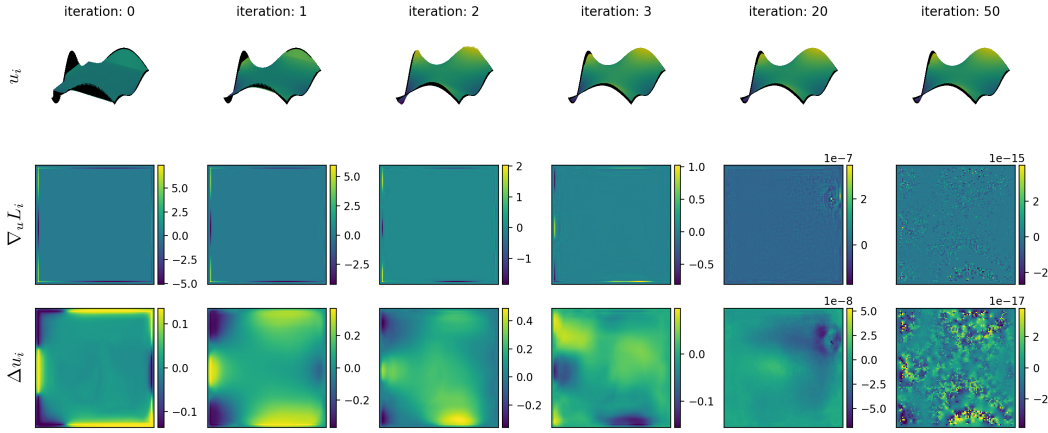 iteration: 0 iteration: 1 iteration: 2 iteration: 3 iteration: 20 iteration: 50
u_i
1e−7 1e−15
∇_u L_i
5.0 2.5 0.0 −2.5 −5.0
5.0 2.5 0.0 −2.5
2 1 0 −1
1.0 0.5 0.0 −0.5
2 0
2 0 −2
1e−8 1e−17
Δu_i
0.1 0.0 −0.1
0.2 0.0 −0.2
0.4 0.2 0.0 −0.2
0.0 −0.1
5.0 2.5 0.0 −2.5 −5.0
2 0 −2